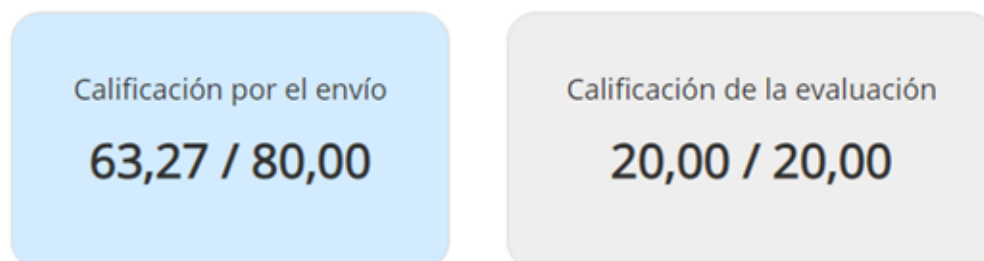 Calificación por el envío
63,27 / 80,00
Calificación de la evaluación
20,00 / 20,00